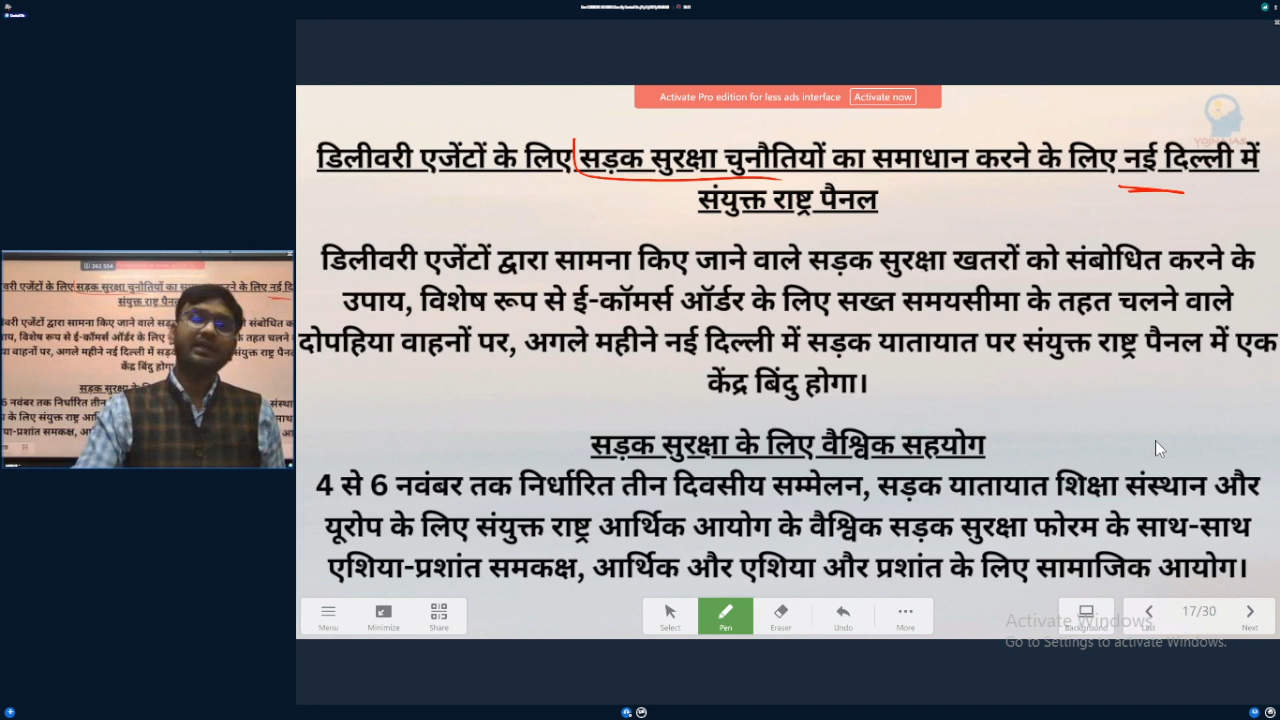 Activate Pro edition for less ads interface Activate now
डिलीवरी एजेंटों के लिए सड़क सुरक्षा चुनौतियों का समाधान करने के लिए नई दिल्ली में
संयुक्त राष्ट्र पैनल
डिलीवरी एजेंटों द्वारा सामना किए जाने वाले सड़क सुरक्षा खतरों को संबोधित करने के
उपाय, विशेष रूप से ई-कॉमर्स ऑर्डर के लिए सख्त समयसीमा के तहत चलने वाले
दोपहिया वाहनों पर, अगले महीने नई दिल्ली में सड़क यातायात पर संयुक्त राष्ट्र पैनल में एक
केंद्र बिंदु होगा।
सड़क सुरक्षा के लिए वैश्विक सहयोग
4 से 6 नवंबर तक निर्धारित तीन दिवसीय सम्मेलन, सड़क यातायात शिक्षा संस्थान और
यूरोप के लिए संयुक्त राष्ट्र आर्थिक आयोग के वैश्विक सड़क सुरक्षा फोरम के साथ-साथ
एशिया-प्रशांत समकक्ष, आर्थिक और एशिया और प्रशांत के लिए सामाजिक आयोग।
Menu Minimize Share Select Pen Eraser Undo More Background Last 17/30 Next
Activate Windows
Go to Settings to activate Windows.